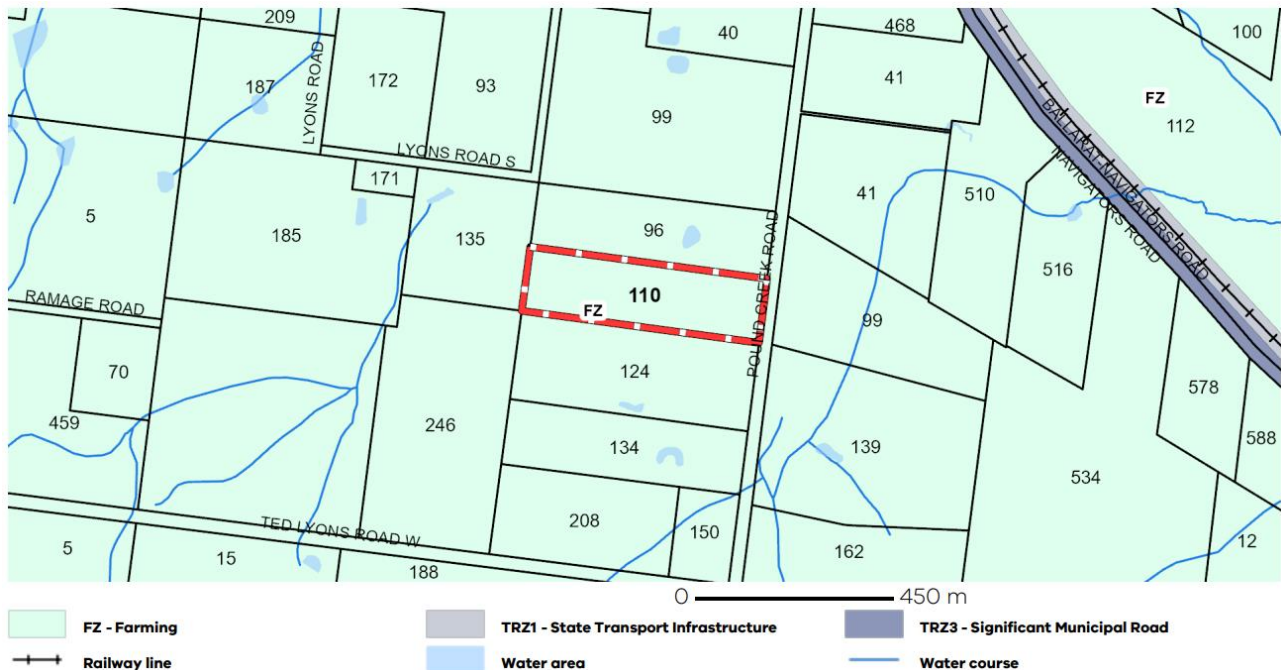 209
40
468
100
187
LYONS ROAD
172
93
99
41
FZ
112
BALLARAT-NAVIGATORS ROAD
NAVIGATORS ROAD
LYONS ROAD S
171
5
185
135
96
POUND CREEK ROAD
41
510
516
RAMAGE ROAD
110
FZ
99
70
124
578
459
246
134
139
588
534
TED LYONS ROAD W
208
150
162
12
5
15
188
0 450 m
FZ - Farming
TRZ1 - State Transport Infrastructure
TRZ3 - Significant Municipal Road
Railway line
Water area
Water course